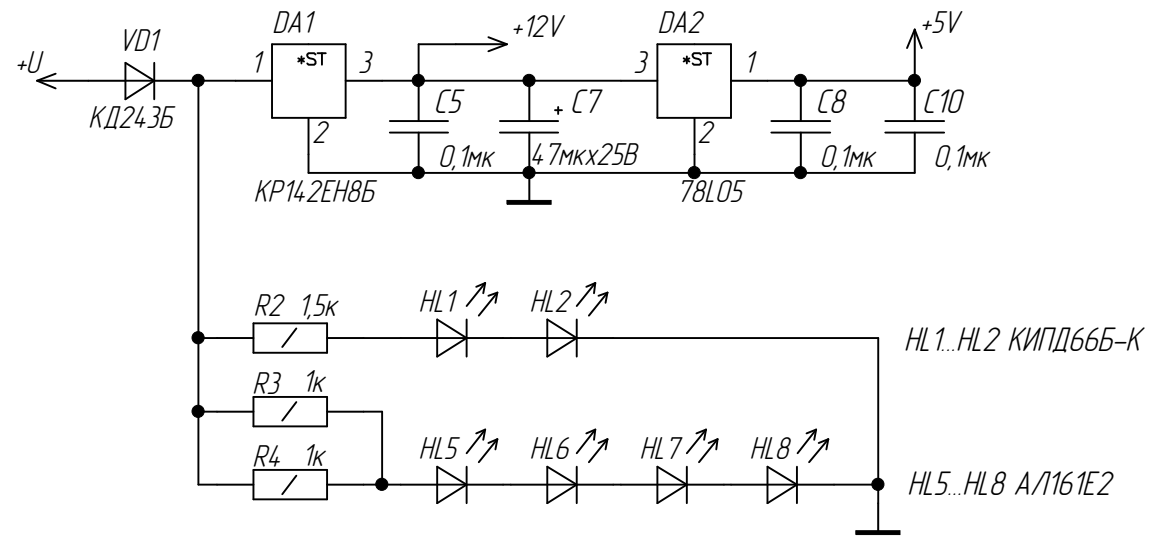 +U
VD1
КД243Б
DA1
1
*ST
3
2
КР142ЕН8Б
+12V
C5
0,1мк
+
C7
47мкх25В
DA2
3
*ST
1
2
78L05
C8
0,1мк
+5V
C10
0,1мк
R2 1,5к
HL1
HL2
HL1...HL2 КИПД66Б-К
R3 1к
R4 1к
HL5
HL6
HL7
HL8
HL5...HL8 АЛ161Е2